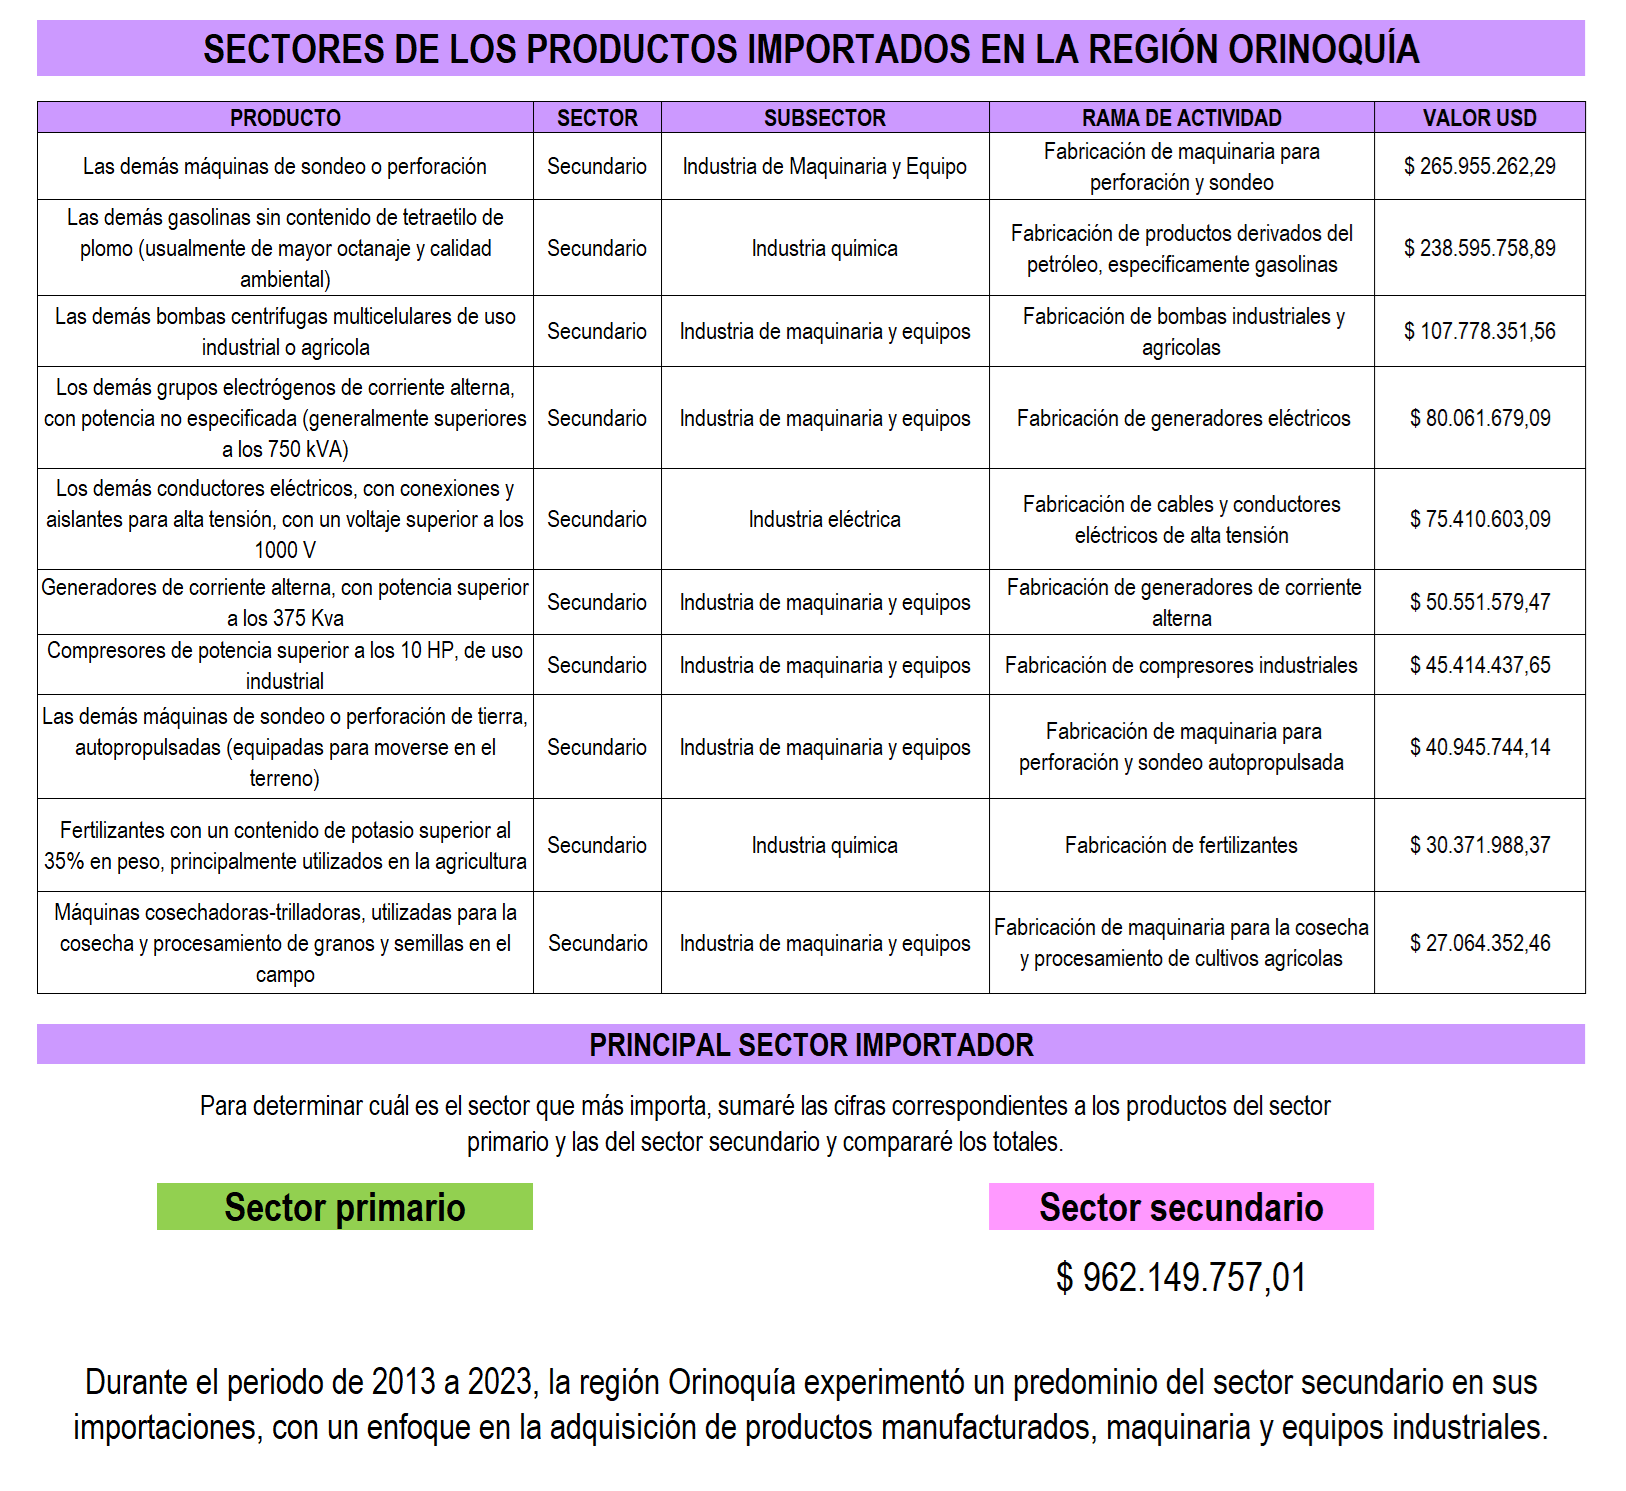 SECTORES DE LOS PRODUCTOS IMPORTADOS EN LA REGIÓN ORINOQUÍA
PRODUCTO SECTOR SUBSECTOR RAMA DE ACTIVIDAD VALOR USD
Las demás máquinas de sondeo o perforación
Secundario
Industria de Maquinaria y Equipo
Fabricación de maquinaria para
perforación y sondeo
$ 265.955.262,29
Las demás gasolinas sin contenido de tetraetilo de
plomo (usualmente de mayor octanaje y calidad
ambiental)
Secundario
Industria química
Fabricación de productos derivados del
petróleo, especificamente gasolinas
$ 238.595.758,89
Las demás bombas centrifugas multicelulares de uso
industrial o agricola
Secundario
Industria de maquinaria y equipos
Fabricación de bombas industriales y
agricolas
$ 107.778.351,56
Los demás grupos electrógenos de corriente alterna,
con potencia no especificada (generalmente superiores
a los 750 kVA)
Secundario
Industria de maquinaria y equipos
Fabricación de generadores eléctricos
$ 80.061.679,09
Los demás conductores eléctricos, con conexiones y
aislantes para alta tensión, con un voltaje superior a los
1000 V
Secundario
Industria eléctrica
Fabricación de cables y conductores
eléctricos de alta tensión
$ 75.410.603,09
Generadores de corriente alterna, con potencia superior
a los 375 Kva
Secundario
Industria de maquinaria y equipos
Fabricación de generadores de corriente
alterna
$ 50.551.579,47
Compresores de potencia superior a los 10 HP, de uso
industrial
Secundario
Industria de maquinaria y equipos
Fabricación de compresores industriales
$ 45.414.437,65
Las demás máquinas de sondeo o perforación de tierra,
autopropulsadas (equipadas para moverse en el
terreno)
Secundario
Industria de maquinaria y equipos
Fabricación de maquinaria para
perforación y sondeo autopropulsada
$ 40.945.744,14
Fertilizantes con un contenido de potasio superior al
35% en peso, principalmente utilizados en la agricultura
Secundario
Industria química
Fabricación de fertilizantes
$ 30.371.988,37
Máquinas cosechadoras-trilladoras, utilizadas para la
cosecha y procesamiento de granos y semillas en el
campo
Secundario
Industria de maquinaria y equipos
Fabricación de maquinaria para la cosecha
y procesamiento de cultivos agricolas
$ 27.064.352,46
PRINCIPAL SECTOR IMPORTADOR
Para determinar cuál es el sector que más importa, sumaré las cifras correspondientes a los productos del sector
primario y las del sector secundario y compararé los totales.
Sector primario
Sector secundario
$ 962.149.757,01
Durante el periodo de 2013 a 2023, la región Orinoquía experimentó un predominio del sector secundario en sus
importaciones, con un enfoque en la adquisición de productos manufacturados, maquinaria y equipos industriales.